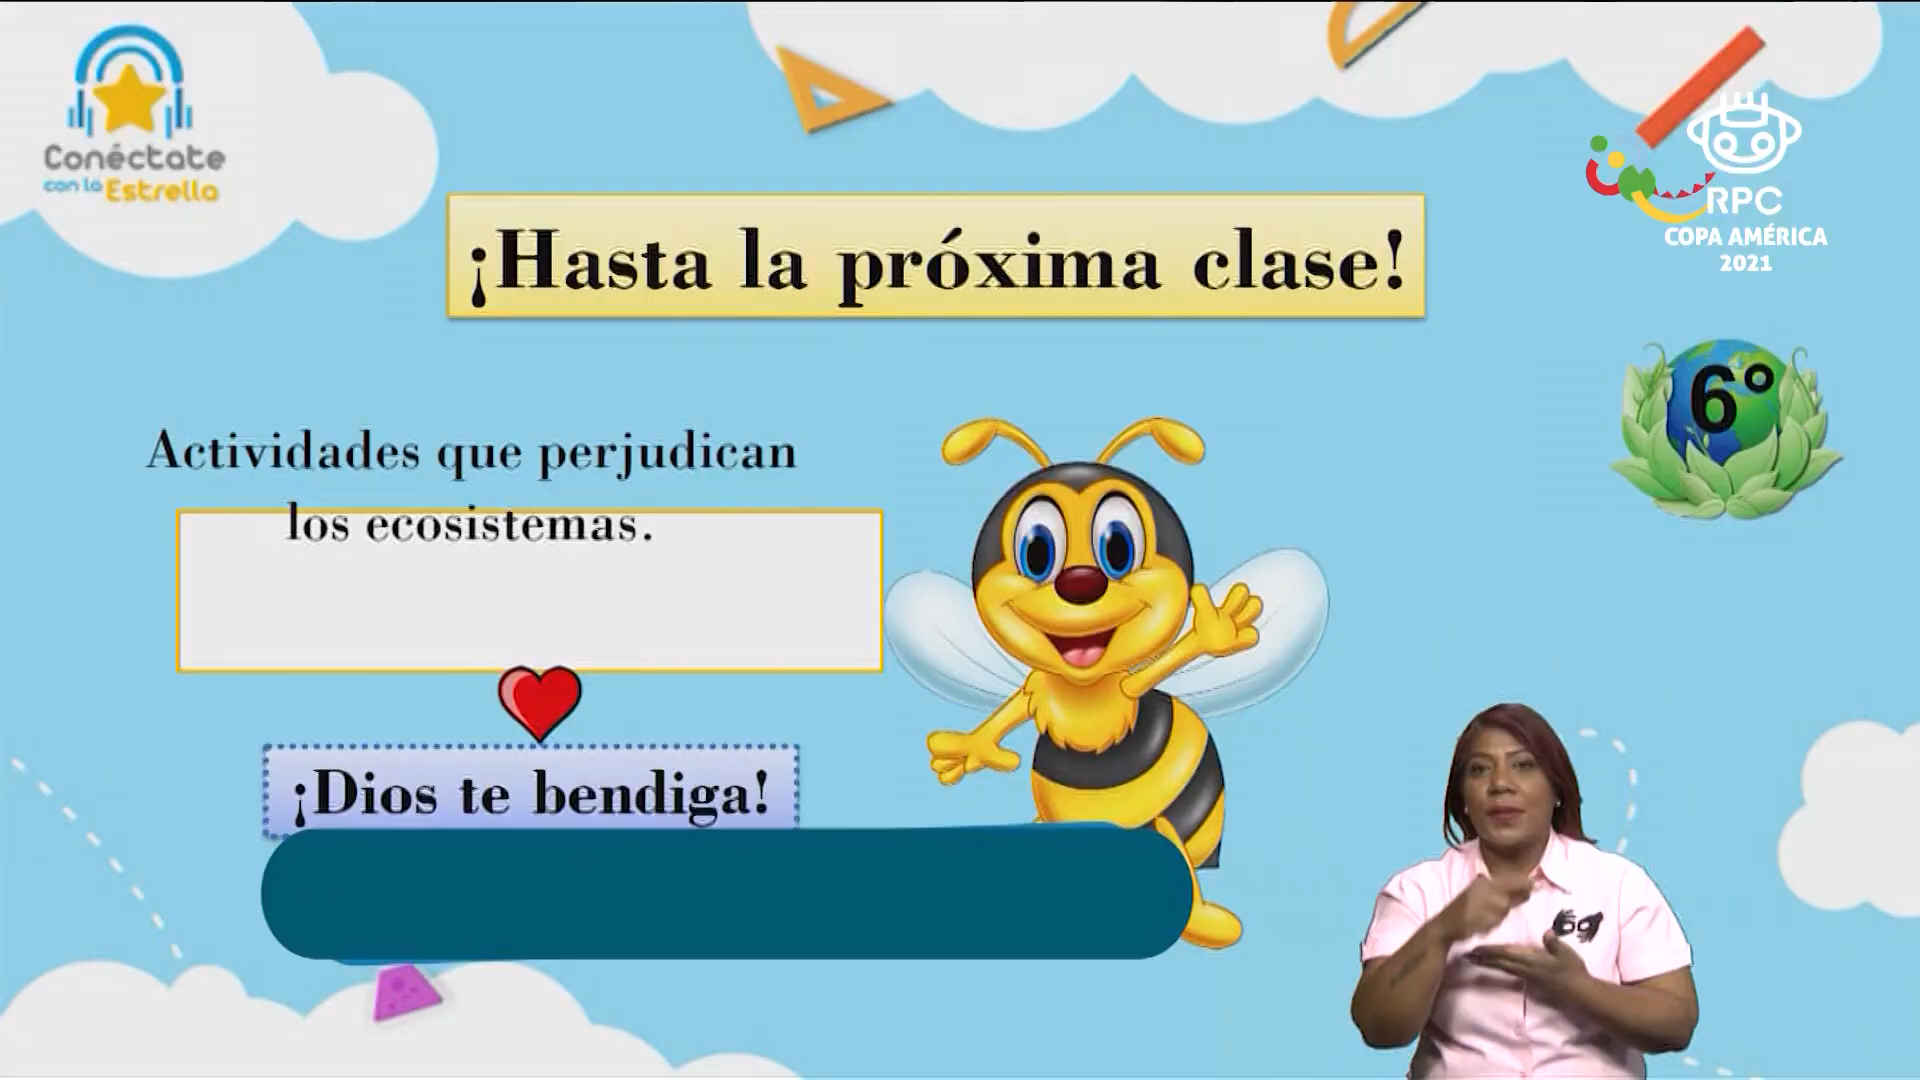 Conéctate
con la Estrella
¡Hasta la próxima clase!
RPC
COPA AMÉRICA
2021
6°
Actividades que perjudican
los ecosistemas.
¡Dios te bendiga!